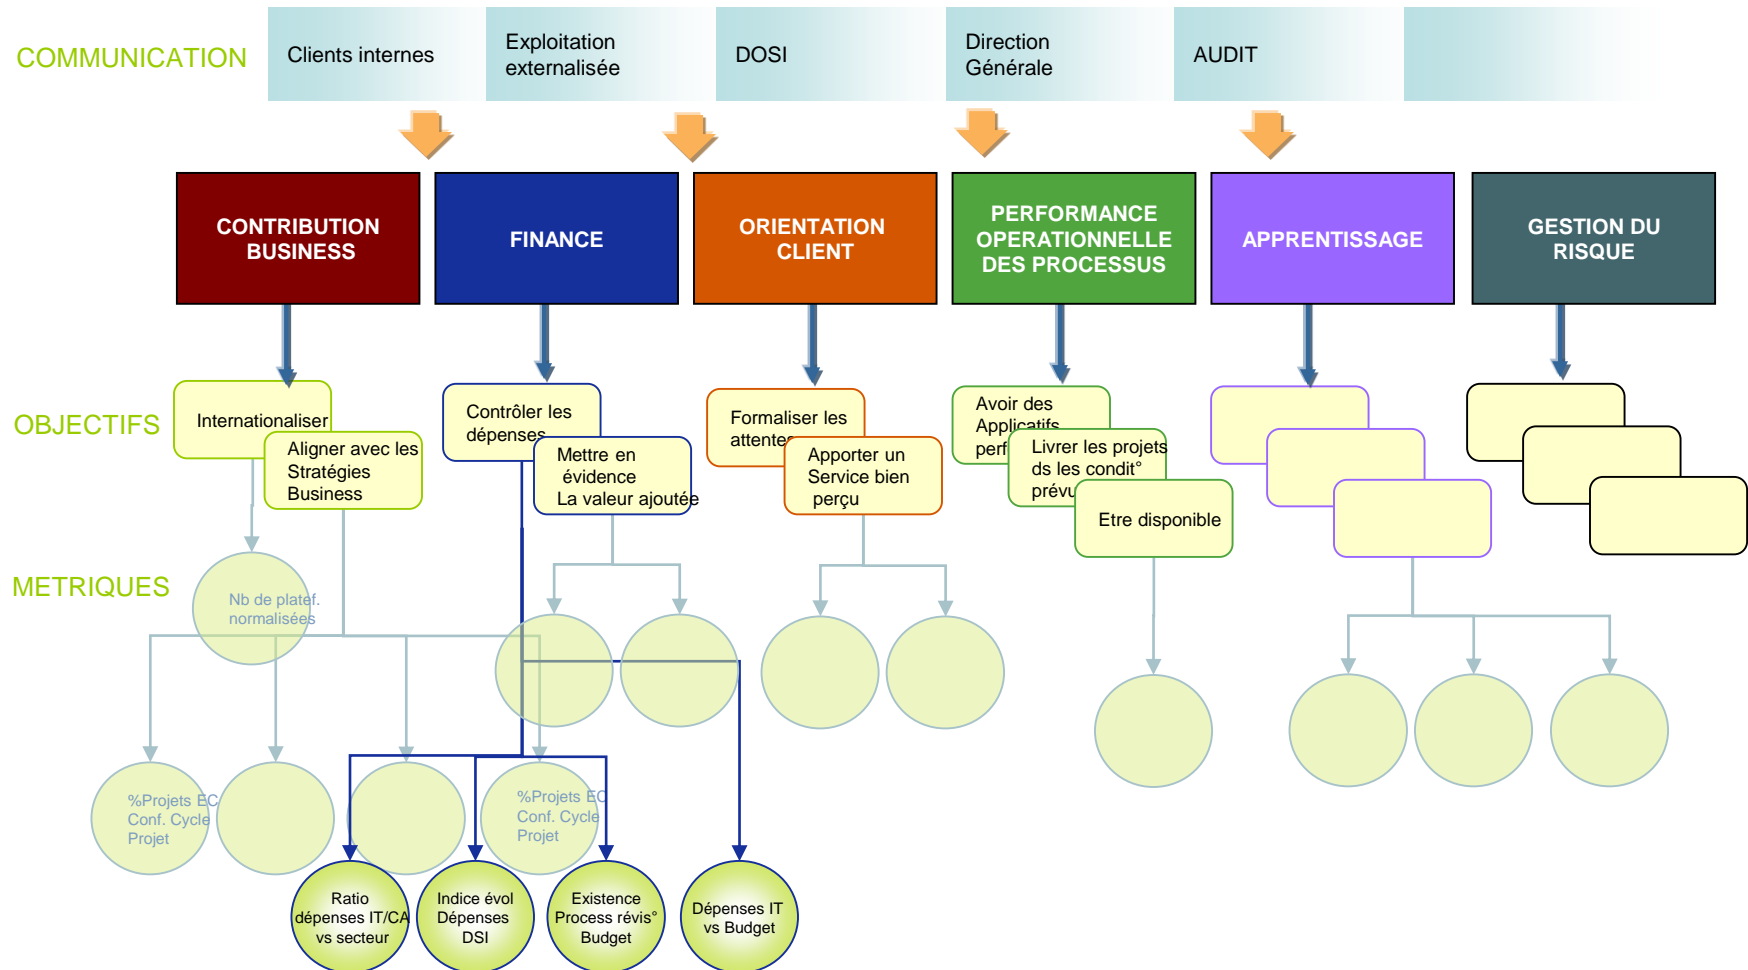 COMMUNICATION
Clients internes
Exploitation
externalisée
DOSI
Direction
Générale
AUDIT
CONTRIBUTION
BUSINESS
FINANCE
ORIENTATION
CLIENT
PERFORMANCE
OPERATIONNELLE
DES PROCESSUS
APPRENTISSAGE
GESTION DU
RISQUE
OBJECTIFS
Internationaliser
Aligner avec les
Stratégies
Business
Contrôler les
dépenses
Mettre en
évidence
La valeur ajoutée
Formaliser les
attentes
Apporter un
Service bien
perçu
Avoir des
Applicatifs
perf
Livrer les projets
ds les condit°
prévu
Etre disponible
METRIQUES
Nb de platef.
normalisées
%Projets EC
Conf. Cycle
Projet
%Projets EC
Conf. Cycle
Projet
Ratio
dépenses IT/CA
vs secteur
Indice évol
Dépenses
DSI
Existence
Process révis°
Budget
Dépenses IT
vs Budget